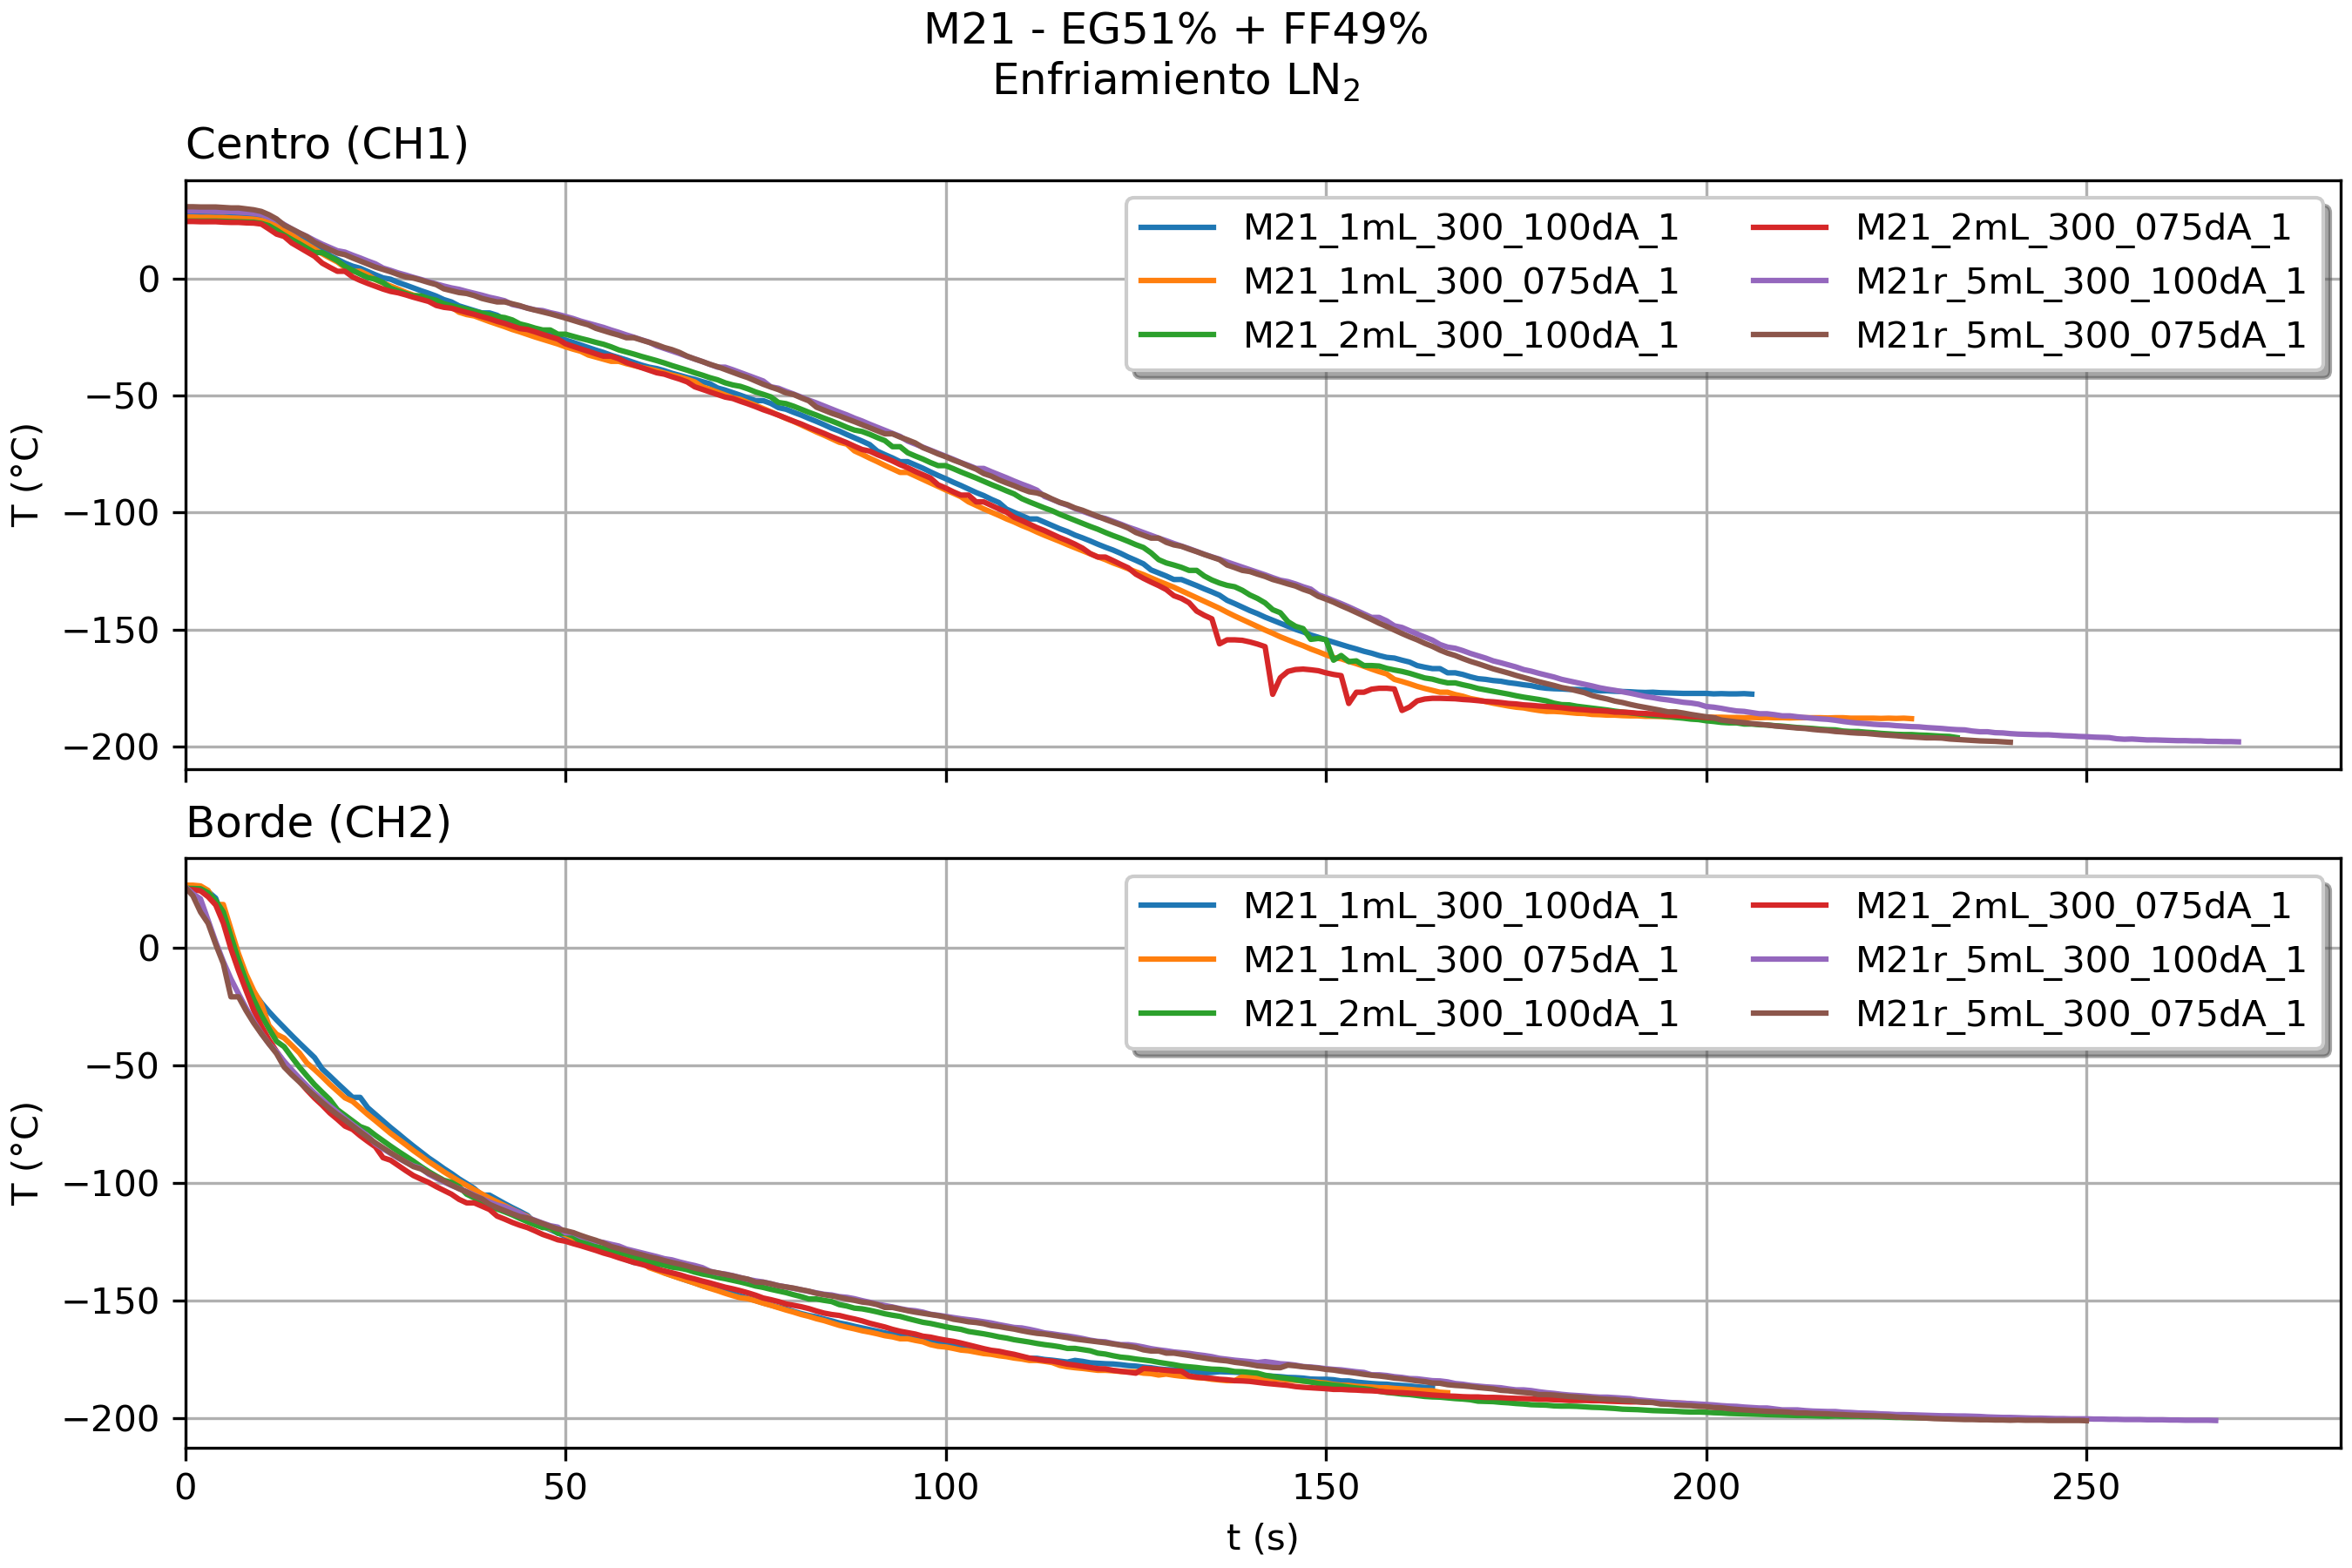 M21 - EG51% + FF49%
Enfriamiento LN₂
Centro (CH1)
M21_1mL_300_100dA_1
M21_1mL_300_075dA_1
M21_2mL_300_100dA_1
M21_2mL_300_075dA_1
M21r_5mL_300_100dA_1
M21r_5mL_300_075dA_1
T (°C)
0
−50
−100
−150
−200
Borde (CH2)
M21_1mL_300_100dA_1
M21_1mL_300_075dA_1
M21_2mL_300_100dA_1
M21_2mL_300_075dA_1
M21r_5mL_300_100dA_1
M21r_5mL_300_075dA_1
T (°C)
0
−50
−100
−150
−200
0 50 100 150 200 250
t (s)